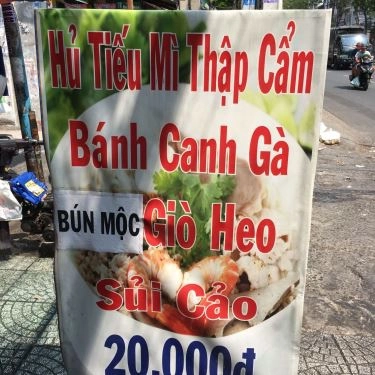 Hủ Tiếu Mì Thập Cẩm
Bánh Canh Gà
BÚN MỘC Giò Heo
Sủi Cảo
20.000đ